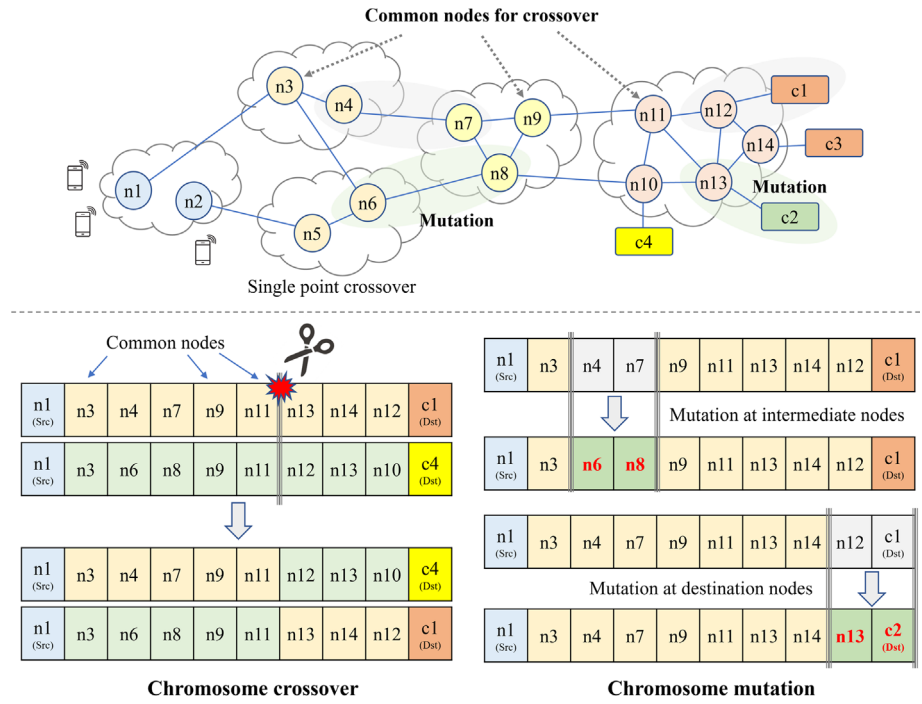 Common nodes for crossover
n3
n4
n7
n9
n11
n12
c1
n14
c3
n1
n2
n6
n8
n10
n13
Mutation
c2
Mutation
n5
c4
Single point crossover
Common nodes
n1 n3 n4 n7 n9 n11 n13 n14 n12 c1
(Src) (Dst)
n1 n3 n6 n8 n9 n11 n12 n13 n10 c4
(Src) (Dst)
n1 n3 n4 n7 n9 n11 n12 n13 n10 c4
(Src) (Dst)
n1 n3 n6 n8 n9 n11 n13 n14 n12 c1
(Src) (Dst)
Chromosome crossover
n1 n3 n4 n7 n9 n11 n13 n14 n12 c1
(Src) (Dst)
Mutation at intermediate nodes
n1 n3 n6 n8 n9 n11 n13 n14 n12 c1
(Src) (Dst)
n1 n3 n4 n7 n9 n11 n13 n14 n12 c1
(Src) (Dst)
Mutation at destination nodes
n1 n3 n4 n7 n9 n11 n13 n14 n13 c2
(Src) (Dst)
Chromosome mutation